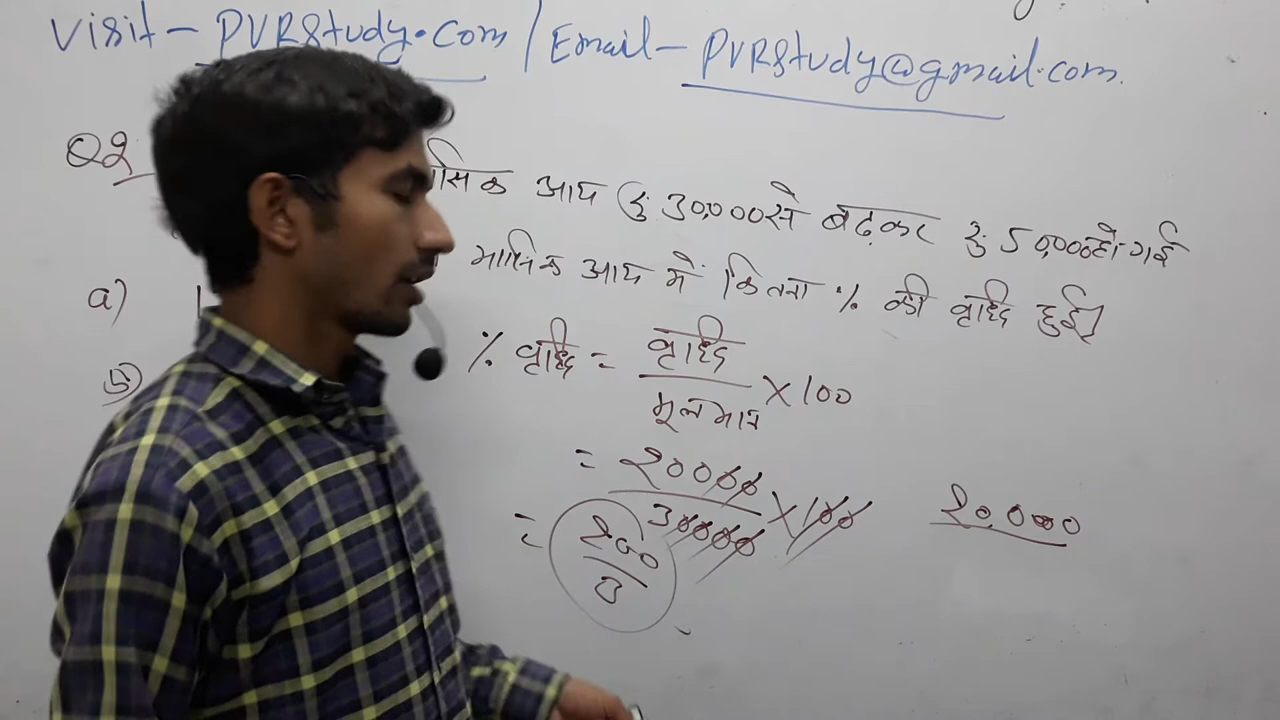 Visit - PVRStudy.Com / Email - PVRStudy@gmail.com.
Q2 मासिक आय रु 30,000 से बढ़कर रु 50,000 हो गई
a) मासिक आय में कितना % की वृद्धि हुई।
b) % वृद्धि = वृद्धि / मूलमान × 100
= 20000 / 30000 × 100
= 200 / 3
20,000